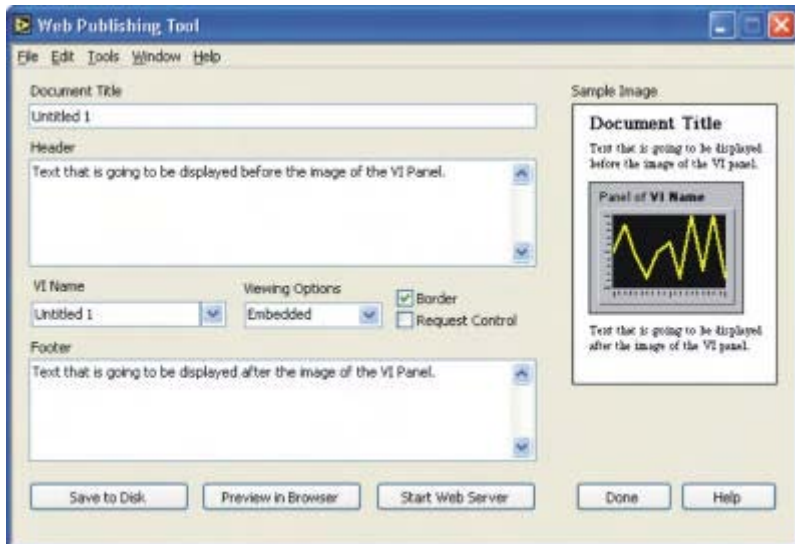 Web Publishing Tool
File Edit Tools Window Help
Document Title
Untitled 1
Header
Text that is going to be displayed before the image of the VI Panel.
VI Name
Untitled 1
Viewing Options
Embedded
Border
Request Control
Footer
Text that is going to be displayed after the image of the VI Panel.
Save to Disk
Preview in Browser
Start Web Server
Sample Image
Document Title
Text that is going to be displayed
before the image of the VI panel.
Panel of VI Name
Text that is going to be displayed
after the image of the VI panel.
Done
Help